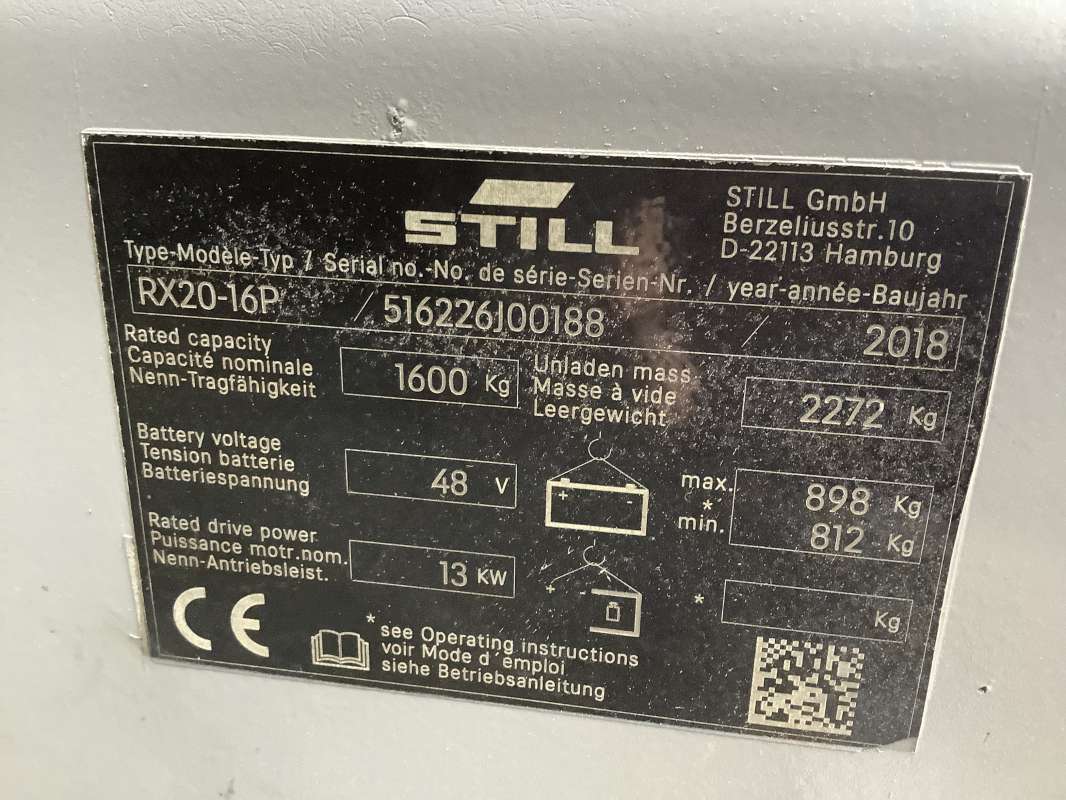 STILL
STILL GmbH
Berzeliusstr.10
D-22113 Hamburg
Type-Modèle-Typ / Serial no.-No. de série-Serien-Nr. / year-année-Baujahr
RX20-16P / 516226J00188 / 2018
Rated capacity
Capacité nominale
Nenn-Tragfähigkeit
1600 Kg
Unladen mass
Masse à vide
Leergewicht
2272 Kg
Battery voltage
Tension batterie
Batteriespannung
48 V
+ -
max. 898 Kg
*
min. 812 Kg
Rated drive power
Puissance motr.nom.
Nenn-Antriebsleist.
13 KW
+ -
* Kg
CE
* see Operating instructions
voir Mode d'emploi
siehe Betriebsanleitung